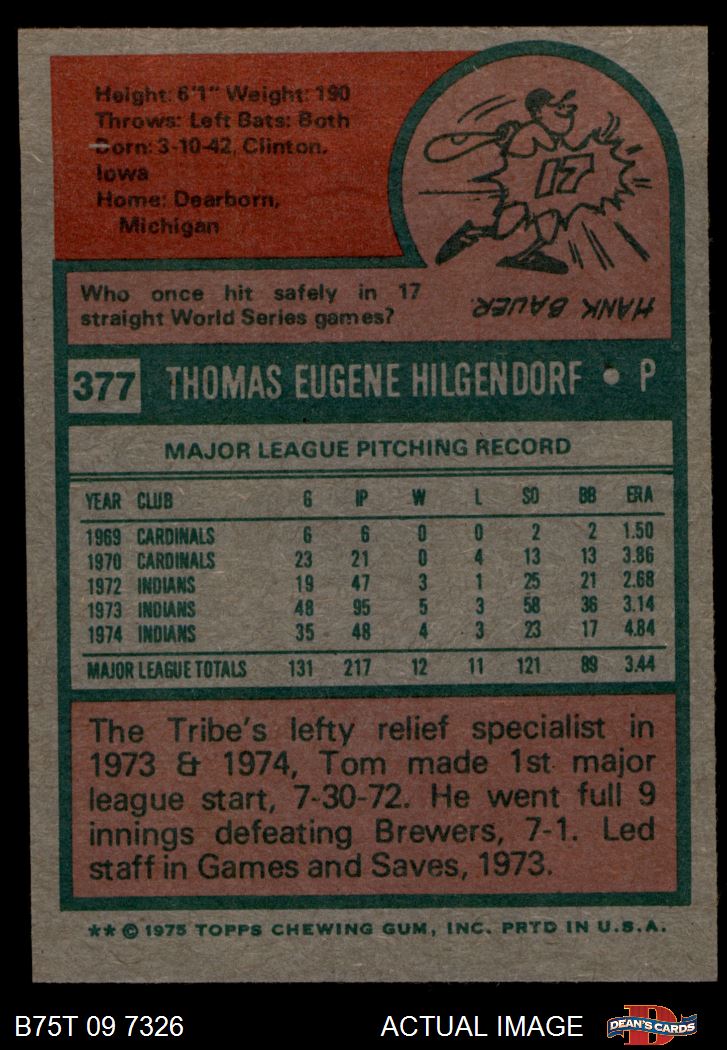 Height: 6'1" Weight: 190
Throws: Left Bats: Both
Born: 3-10-42, Clinton,
Iowa
Home: Dearborn,
Michigan
17
HANK BAUER.
Who once hit safely in 17
straight World Series games?
377 THOMAS EUGENE HILGENDORF • P
MAJOR LEAGUE PITCHING RECORD
YEAR CLUB G IP W L SO BB ERA
1969 CARDINALS 6 6 0 0 2 2 1.50
1970 CARDINALS 23 21 0 4 13 13 3.86
1972 INDIANS 19 47 3 1 25 21 2.68
1973 INDIANS 48 95 5 3 58 36 3.14
1974 INDIANS 35 48 4 3 23 17 4.84
MAJOR LEAGUE TOTALS 131 217 12 11 121 89 3.44
The Tribe's lefty relief specialist in
1973 & 1974, Tom made 1st major
league start, 7-30-72. He went full 9
innings defeating Brewers, 7-1. Led
staff in Games and Saves, 1973.
** © 1975 TOPPS CHEWING GUM, INC. PRTD IN U.S.A.
B75T 09 7326 ACTUAL IMAGE
DEAN'S CARDS